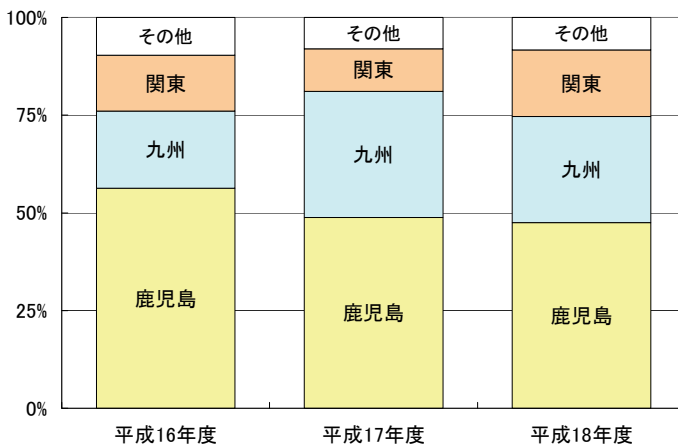 100%
75%
50%
25%
0%
その他
関東
九州
鹿児島
その他
関東
九州
鹿児島
その他
関東
九州
鹿児島
平成16年度
平成17年度
平成18年度